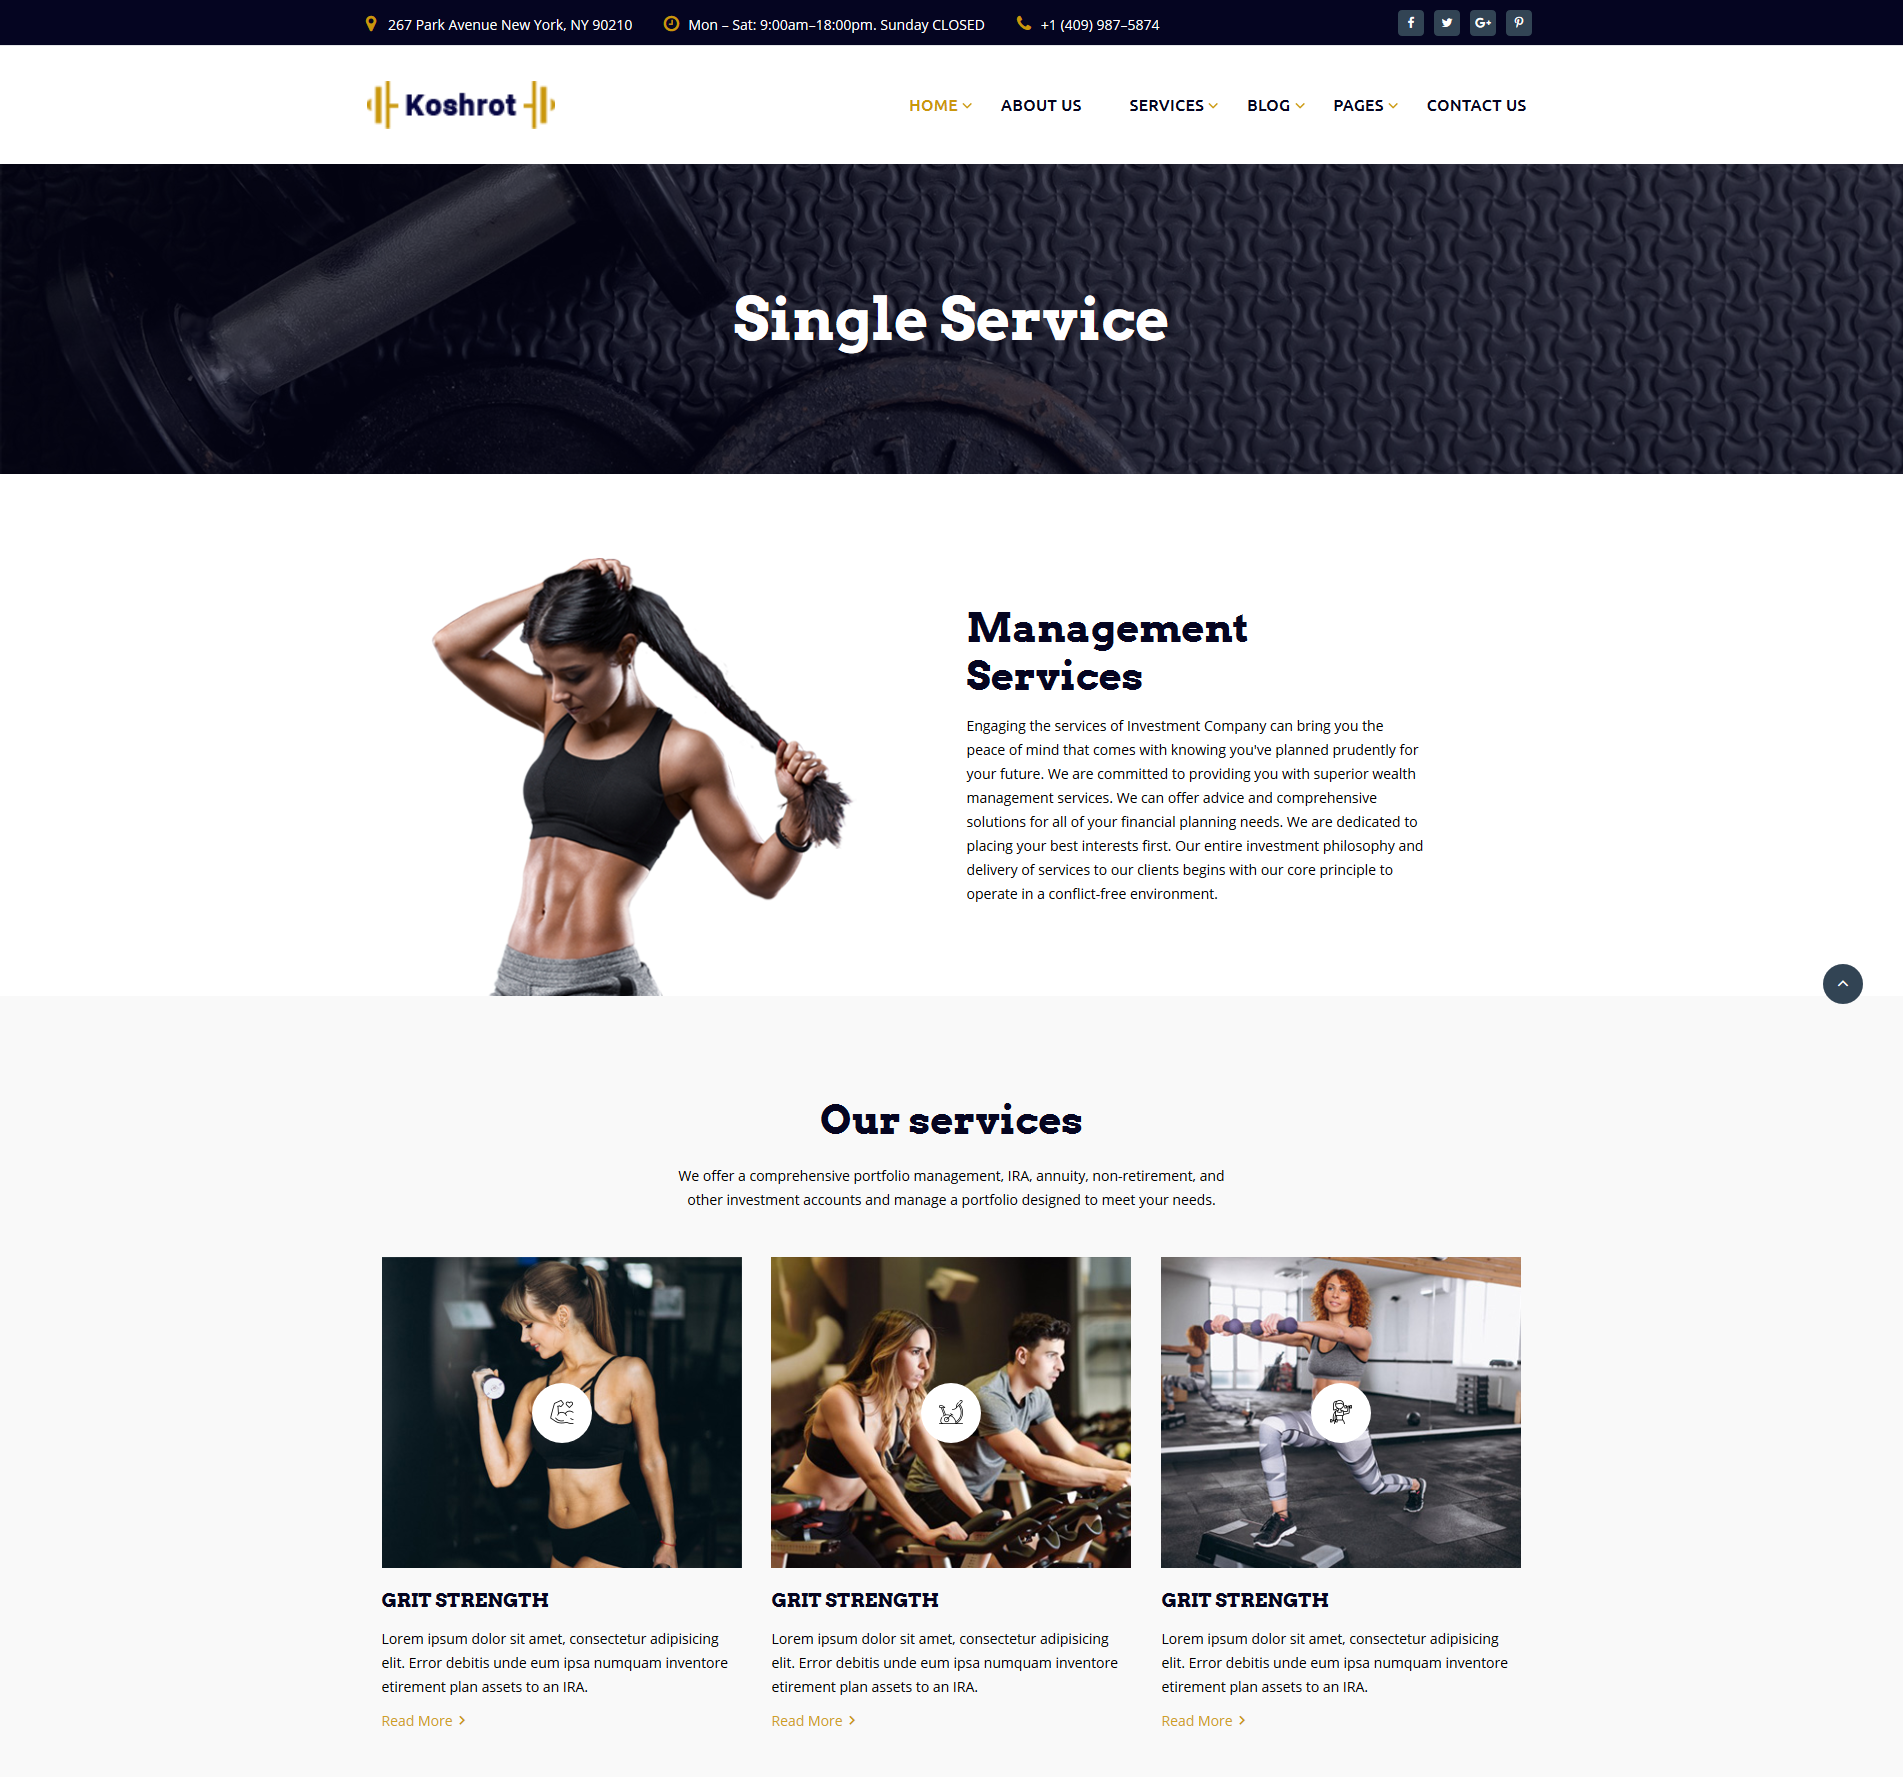 267 Park Avenue New York, NY 90210
Mon – Sat: 9:00am–18:00pm. Sunday CLOSED
+1 (409) 987–5874
Koshrot
HOME
ABOUT US
SERVICES
BLOG
PAGES
CONTACT US
Single Service
Management
Services
Engaging the services of Investment Company can bring you the
peace of mind that comes with knowing you've planned prudently for
your future. We are committed to providing you with superior wealth
management services. We can offer advice and comprehensive
solutions for all of your financial planning needs. We are dedicated to
placing your best interests first. Our entire investment philosophy and
delivery of services to our clients begins with our core principle to
operate in a conflict-free environment.
Our services
We offer a comprehensive portfolio management, IRA, annuity, non-retirement, and
other investment accounts and manage a portfolio designed to meet your needs.
GRIT STRENGTH
Lorem ipsum dolor sit amet, consectetur adipisicing
elit. Error debitis unde eum ipsa numquam inventore
etirement plan assets to an IRA.
Read More
GRIT STRENGTH
Lorem ipsum dolor sit amet, consectetur adipisicing
elit. Error debitis unde eum ipsa numquam inventore
etirement plan assets to an IRA.
Read More
GRIT STRENGTH
Lorem ipsum dolor sit amet, consectetur adipisicing
elit. Error debitis unde eum ipsa numquam inventore
etirement plan assets to an IRA.
Read More